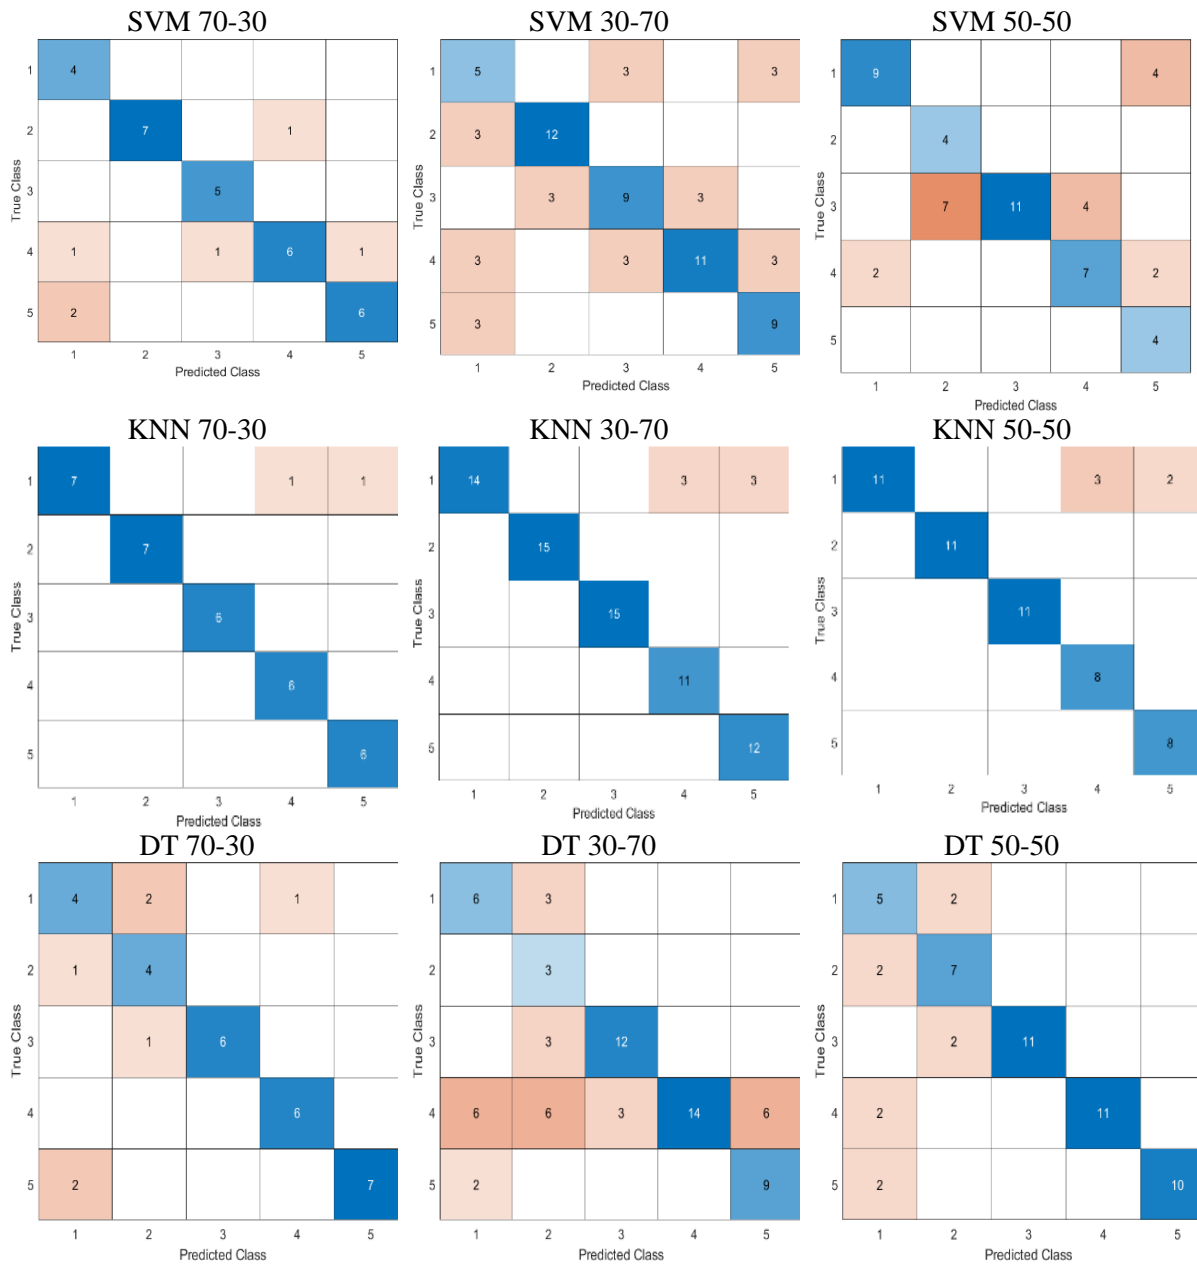 SVM 70-30 SVM 30-70 SVM 50-50
True Class
1 4
2 7 1
3 5
4 1 1 6 1
5 2 6
1 2 3 4 5
Predicted Class
True Class
1 5 3 3
2 3 12
3 3 9 3
4 3 3 11 3
5 3 9
1 2 3 4 5
Predicted Class
True Class
1 9 4
2 4
3 7 11 4
4 2 7 2
5 4
1 2 3 4 5
Predicted Class
KNN 70-30 KNN 30-70 KNN 50-50
True Class
1 7 1 1
2 7
3 6
4 6
5 6
1 2 3 4 5
Predicted Class
True Class
1 14 3 3
2 15
3 15
4 11
5 12
1 2 3 4 5
Predicted Class
True Class
1 11 3 2
2 11
3 11
4 8
5 8
1 2 3 4 5
Predicted Class
DT 70-30 DT 30-70 DT 50-50
True Class
1 4 2 1
2 1 4
3 1 6
4 6
5 2 7
1 2 3 4 5
Predicted Class
True Class
1 6 3
2 3
3 3 12
4 6 6 3 14 6
5 2 9
1 2 3 4 5
Predicted Class
True Class
1 5 2
2 2 7
3 2 11
4 2 11
5 2 10
1 2 3 4 5
Predicted Class